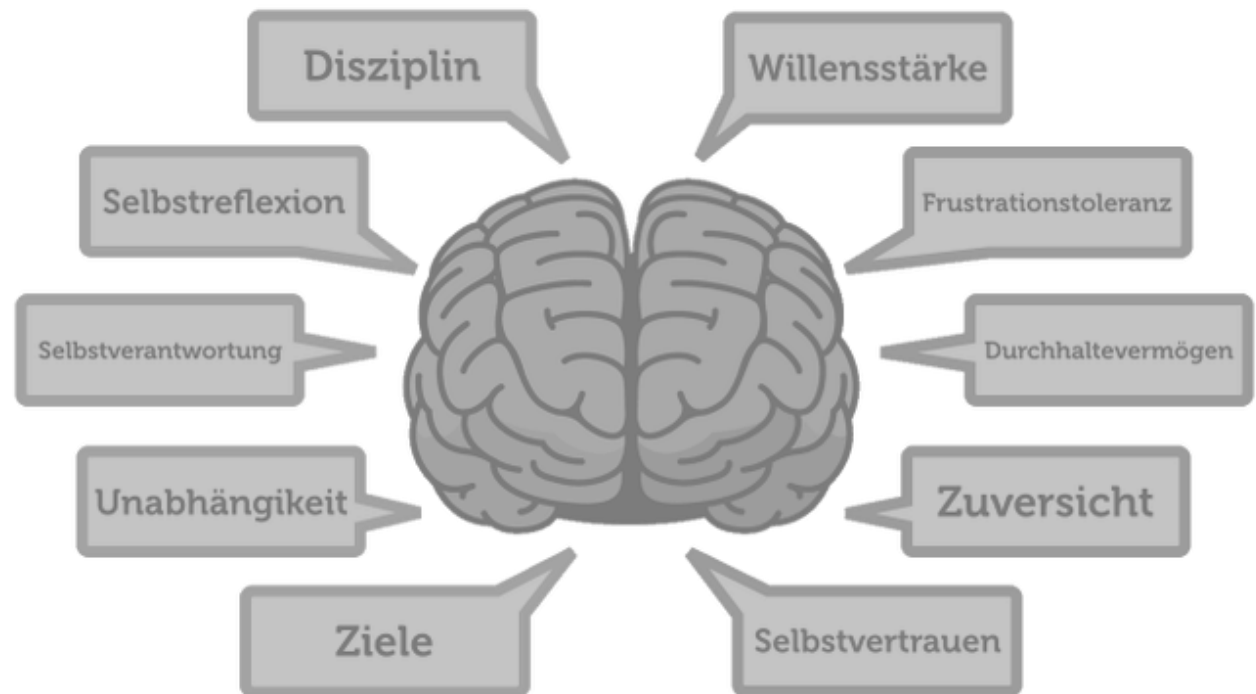 Disziplin
Willensstärke
Selbstreflexion
Frustrationstoleranz
Selbstverantwortung
Durchhaltevermögen
Unabhängikeit
Zuversicht
Ziele
Selbstvertrauen